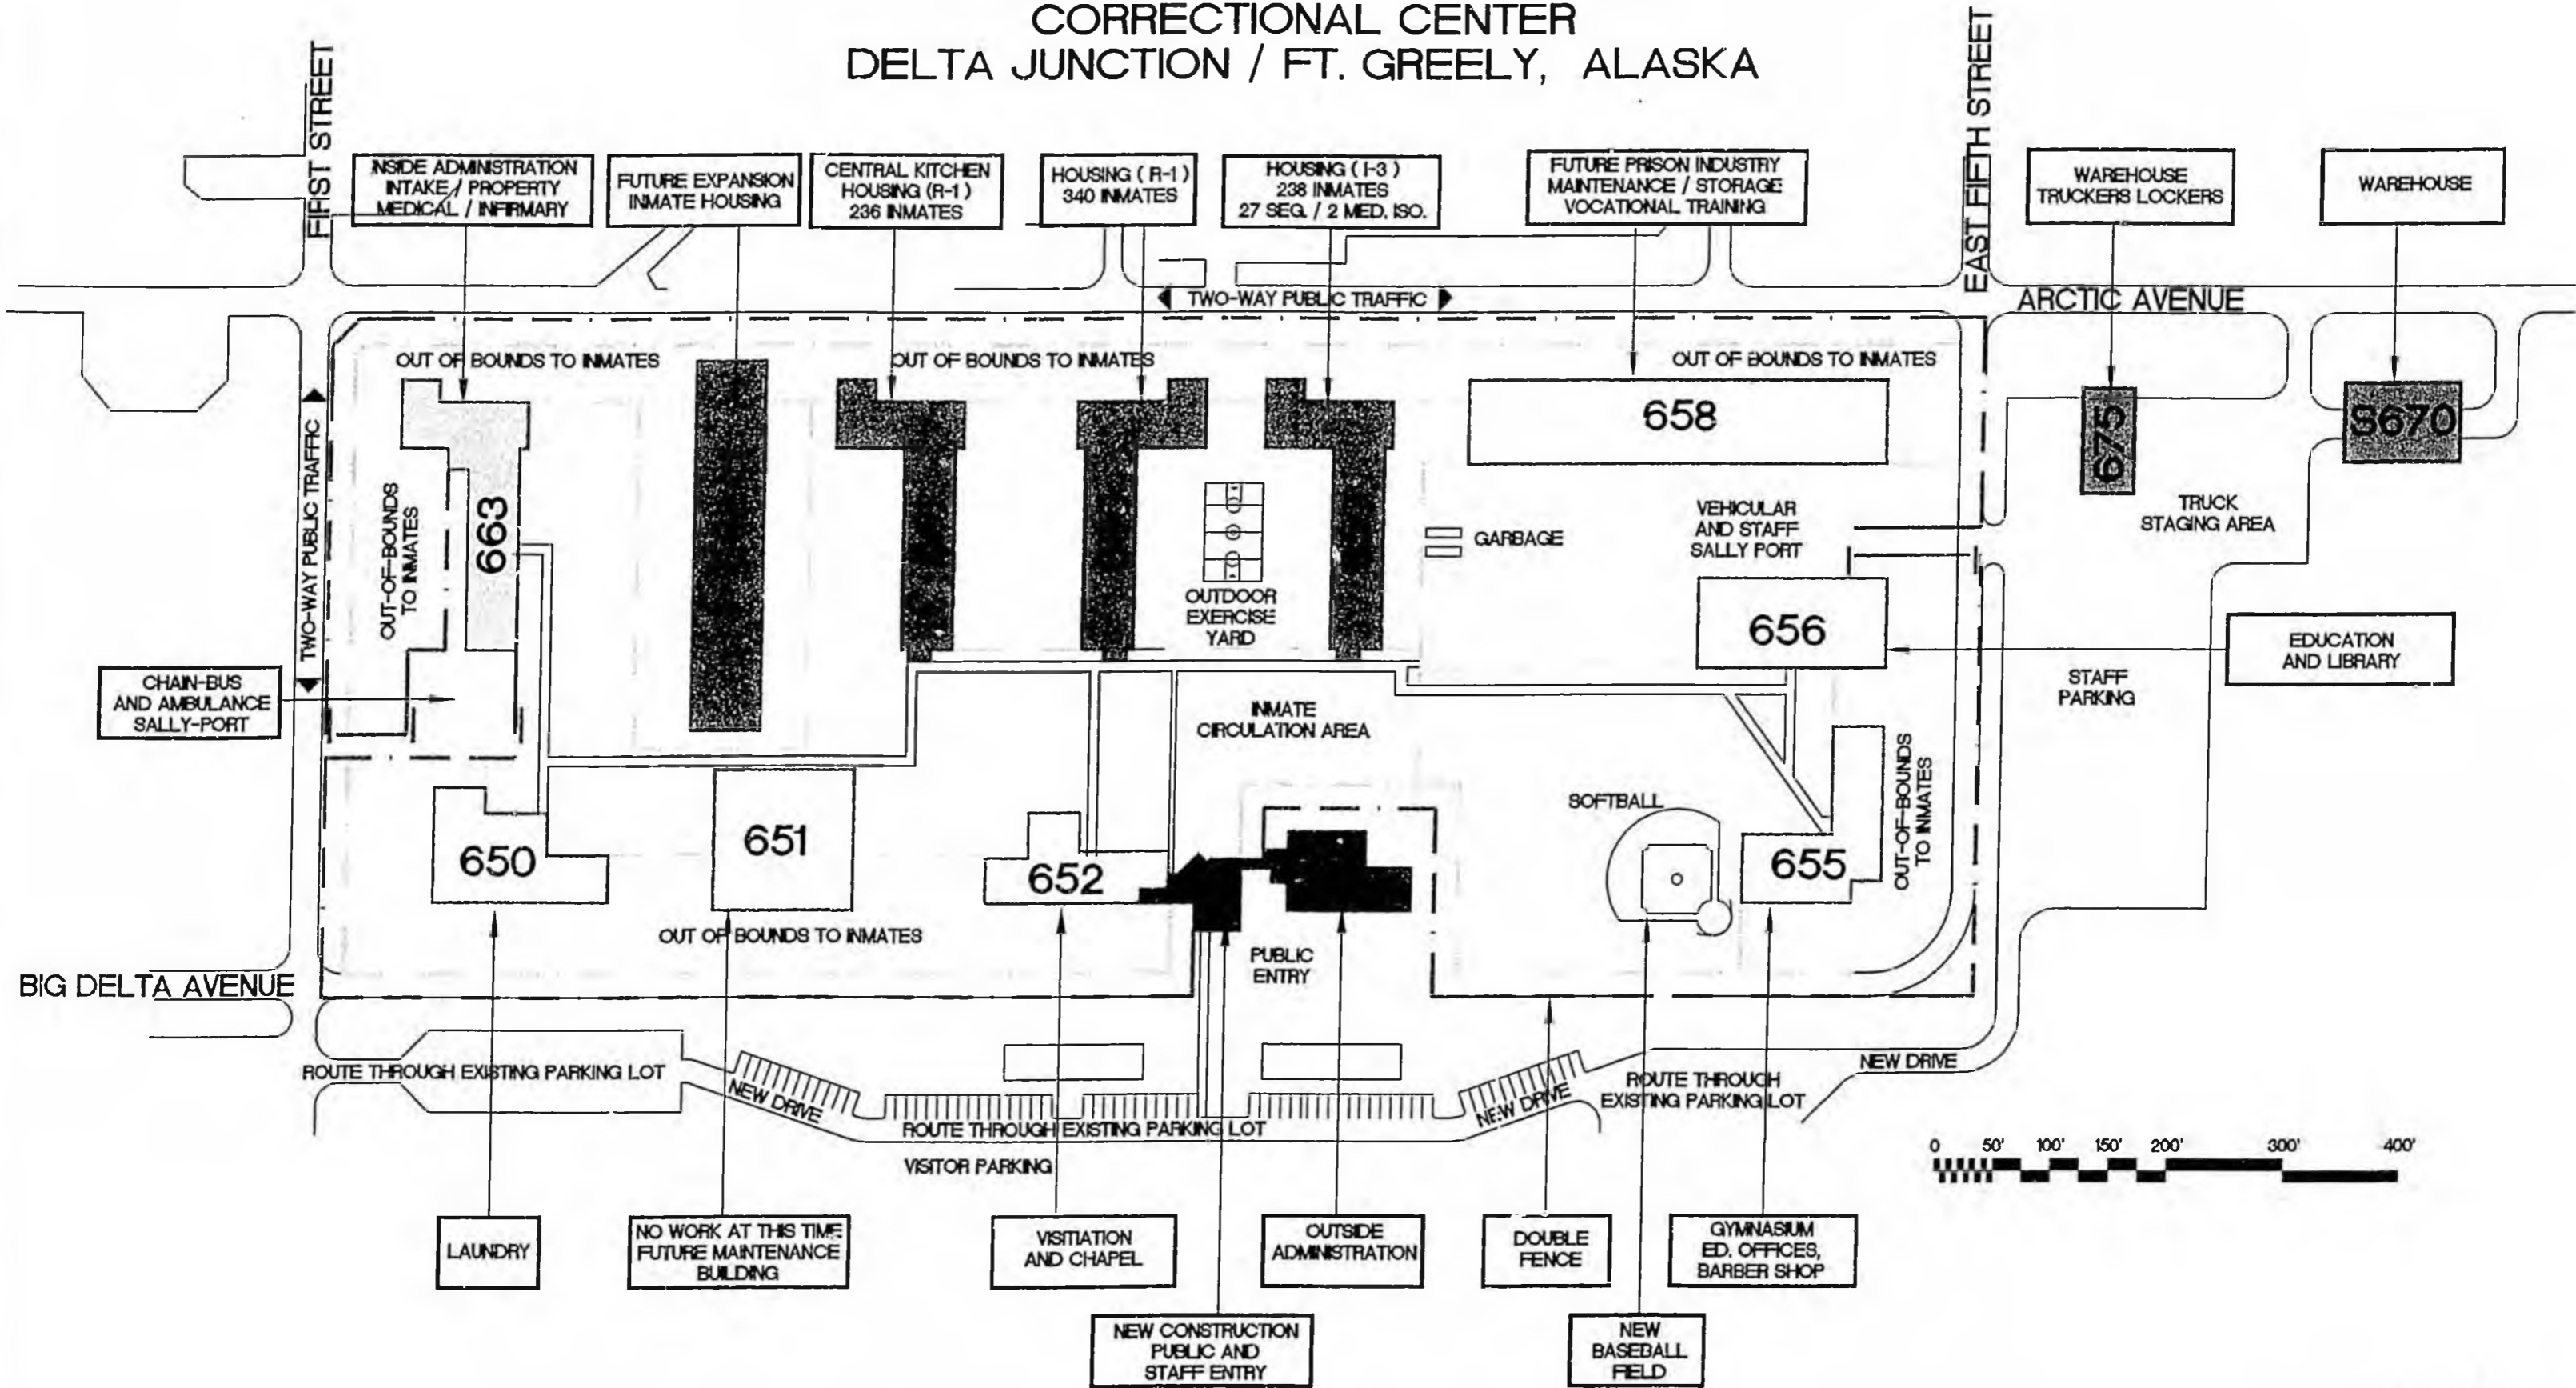 CORRECTIONAL CENTER
DELTA JUNCTION / FT. GREELY, ALASKA
FIRST STREET
EAST FIFTH STREET
INSIDE ADMINISTRATION
INTAKE / PROPERTY
MEDICAL / INFIRMARY
FUTURE EXPANSION
INMATE HOUSING
CENTRAL KITCHEN
HOUSING (R-1)
236 INMATES
HOUSING ( R-1 )
340 INMATES
HOUSING ( I-3 )
238 INMATES
27 SEG. / 2 MED. ISO.
FUTURE PRISON INDUSTRY
MAINTENANCE / STORAGE
VOCATIONAL TRAINING
WAREHOUSE
TRUCKERS LOCKERS
WAREHOUSE
TWO-WAY PUBLIC TRAFFIC
ARCTIC AVENUE
OUT OF BOUNDS TO INMATES
OUT OF BOUNDS TO INMATES
OUT OF BOUNDS TO INMATES
TWO-WAY PUBLIC TRAFFIC
658
675
S670
OUT-OF-BOUNDS
TO INMATES
663
GARBAGE
VEHICULAR
AND STAFF
SALLY PORT
TRUCK
STAGING AREA
OUTDOOR
EXERCISE
YARD
656
EDUCATION
AND LIBRARY
CHAIN-BUS
AND AMBULANCE
SALLY-PORT
STAFF
PARKING
INMATE
CIRCULATION AREA
OUT-OF-BOUNDS
TO INMATES
SOFTBALL
650
651
652
655
OUT OF BOUNDS TO INMATES
PUBLIC
ENTRY
BIG DELTA AVENUE
ROUTE THROUGH EXISTING PARKING LOT
NEW DRIVE
ROUTE THROUGH EXISTING PARKING LOT
NEW DRIVE
ROUTE THROUGH
EXISTING PARKING LOT
NEW DRIVE
VISITOR PARKING
0 50' 100' 150' 200' 300' 400'
LAUNDRY
NO WORK AT THIS TIME
FUTURE MAINTENANCE
BUILDING
VISITIATION
AND CHAPEL
OUTSIDE
ADMINISTRATION
DOUBLE
FENCE
GYMNASIUM
ED. OFFICES,
BARBER SHOP
NEW CONSTRUCTION
PUBLIC AND
STAFF ENTRY
NEW
BASEBALL
FIELD